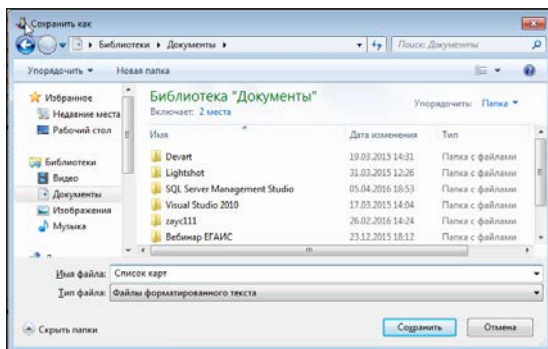 Сохранить как
Библиотеки Документы
Поиск: Документы
Упорядочить Новая папка
Избранное
Недавние места
Рабочий стол
Библиотеки
Видео
Документы
Изображения
Музыка
Библиотека "Документы"
Включает: 2 места
Упорядочить: Папка
Имя Дата изменения Тип
Devart 19.03.2015 14:31 Папка с файлами
Lightshot 31.03.2015 12:26 Папка с файлами
SQL Server Management Studio 05.04.2016 18:53 Папка с файлами
Visual Studio 2010 17.03.2015 14:04 Папка с файлами
zayc111 26.02.2016 14:24 Папка с файлами
Вебинар ЕГАИС 23.12.2015 18:12 Папка с файлами
Имя файла: Список карт
Тип файла: Файлы форматированного текста
Скрыть папки Сохранить Отмена